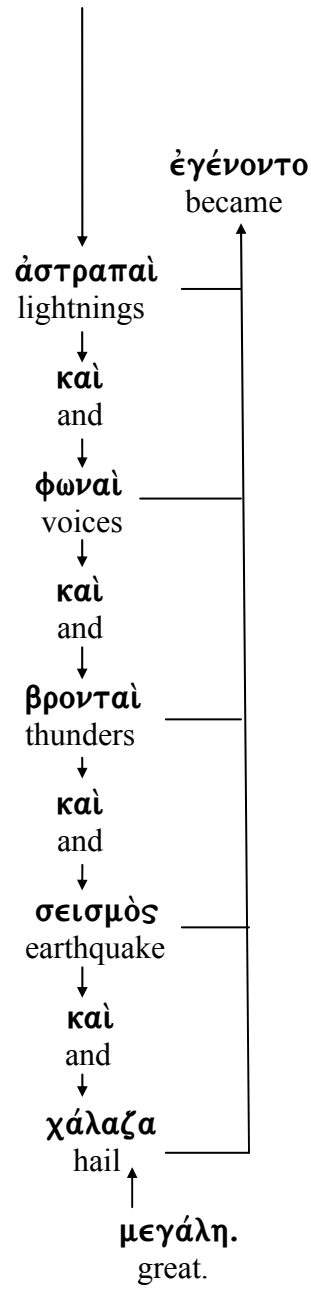 ἐγένοντο
became
ἀστραπαὶ
lightnings
καὶ
and
φωναὶ
voices
καὶ
and
βρονταὶ
thunders
καὶ
and
σεισμὸς
earthquake
καὶ
and
χάλαζα
hail
μεγάλη.
great.